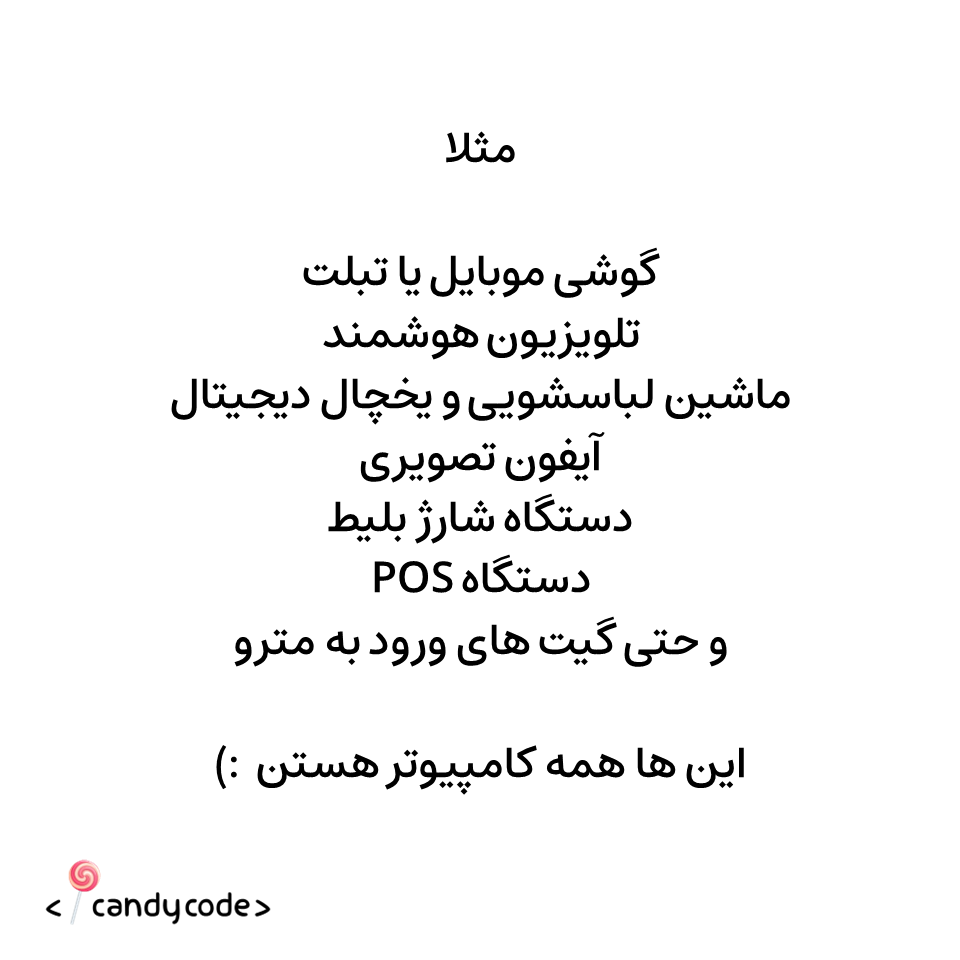 مثلا
گوشی موبایل یا تبلت
تلویزیون هوشمند
ماشین لباسشویی و یخچال دیجیتال
آیفون تصویری
دستگاه شارژ بلیط
دستگاه POS
و حتی گیت های ورود به مترو
این ها همه کامپیوتر هستن :)
< candycode>